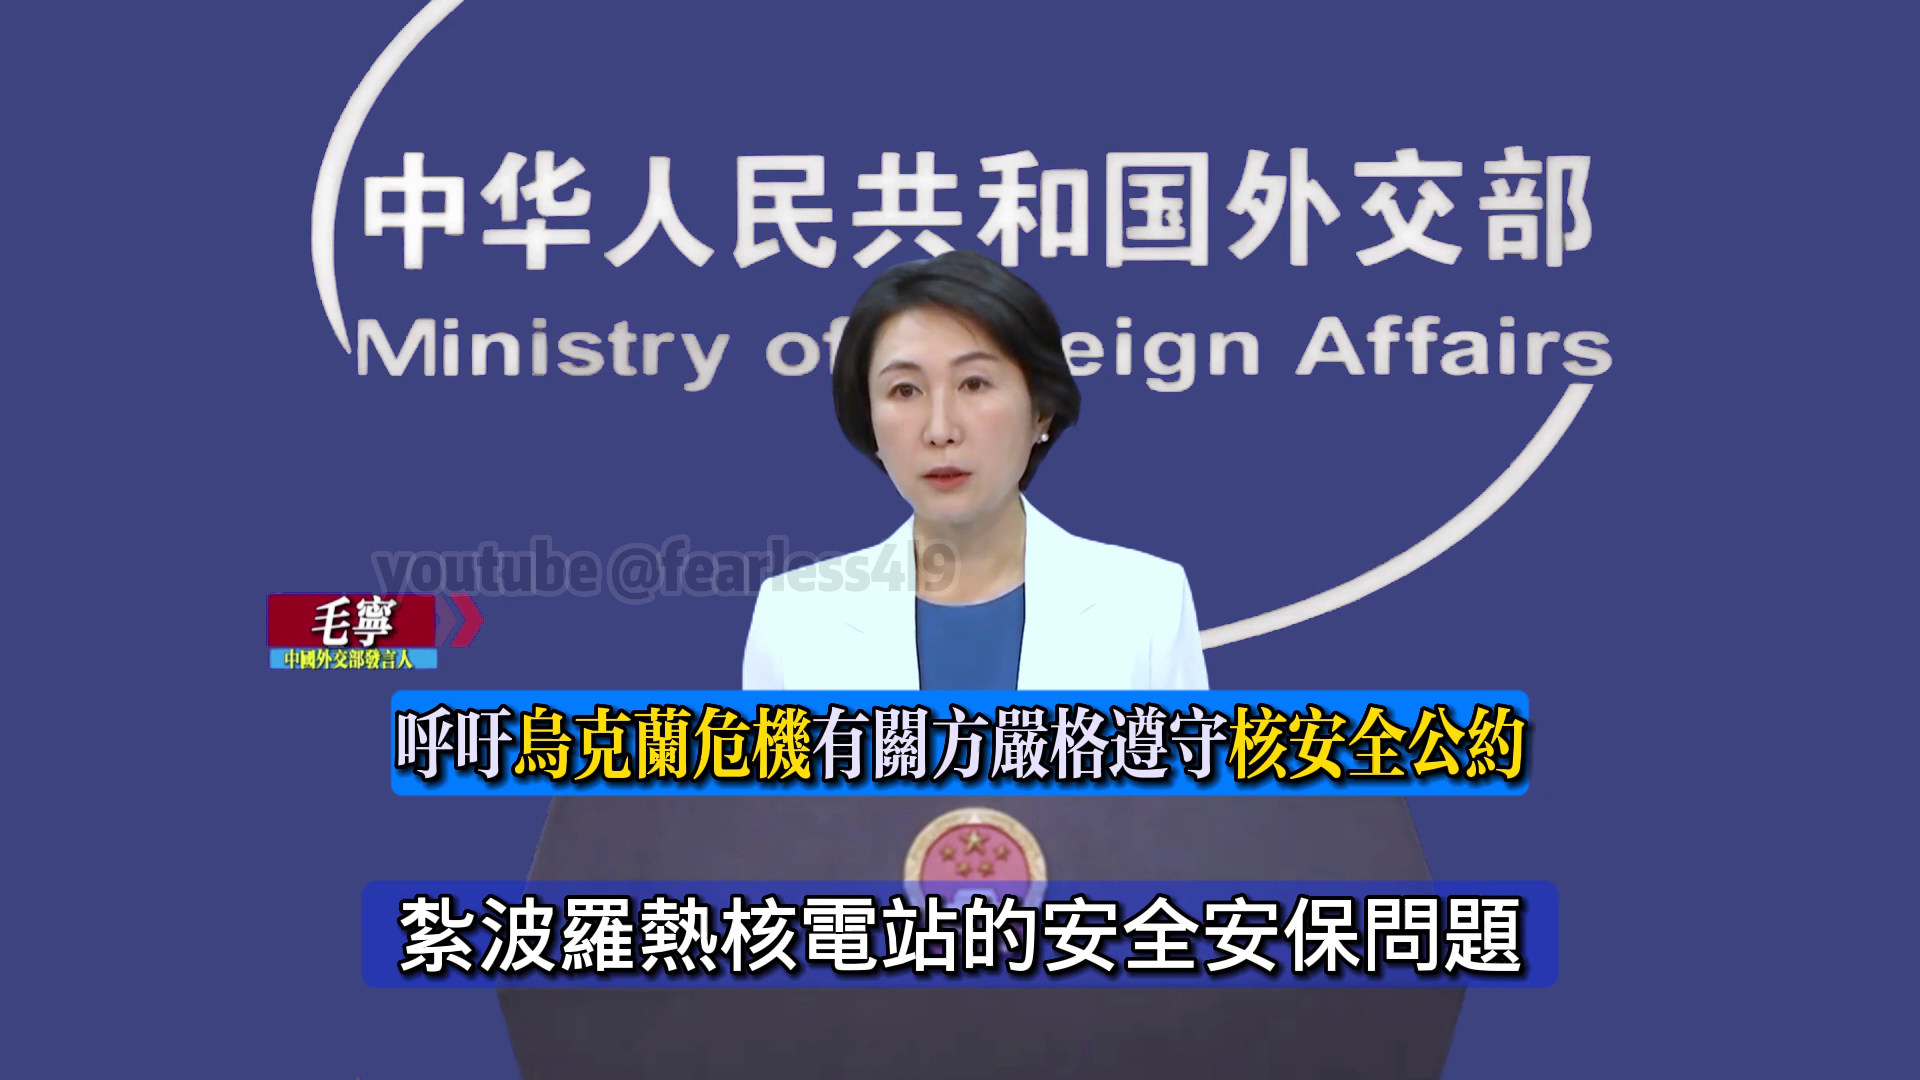 中华人民共和国外交部
Ministry of eign Affairs
youtube @fearless4l9
毛寧
中國外交部發言人
呼吁烏克蘭危機有關方嚴格遵守核安全公約
紮波羅熱核電站的安全安保問題